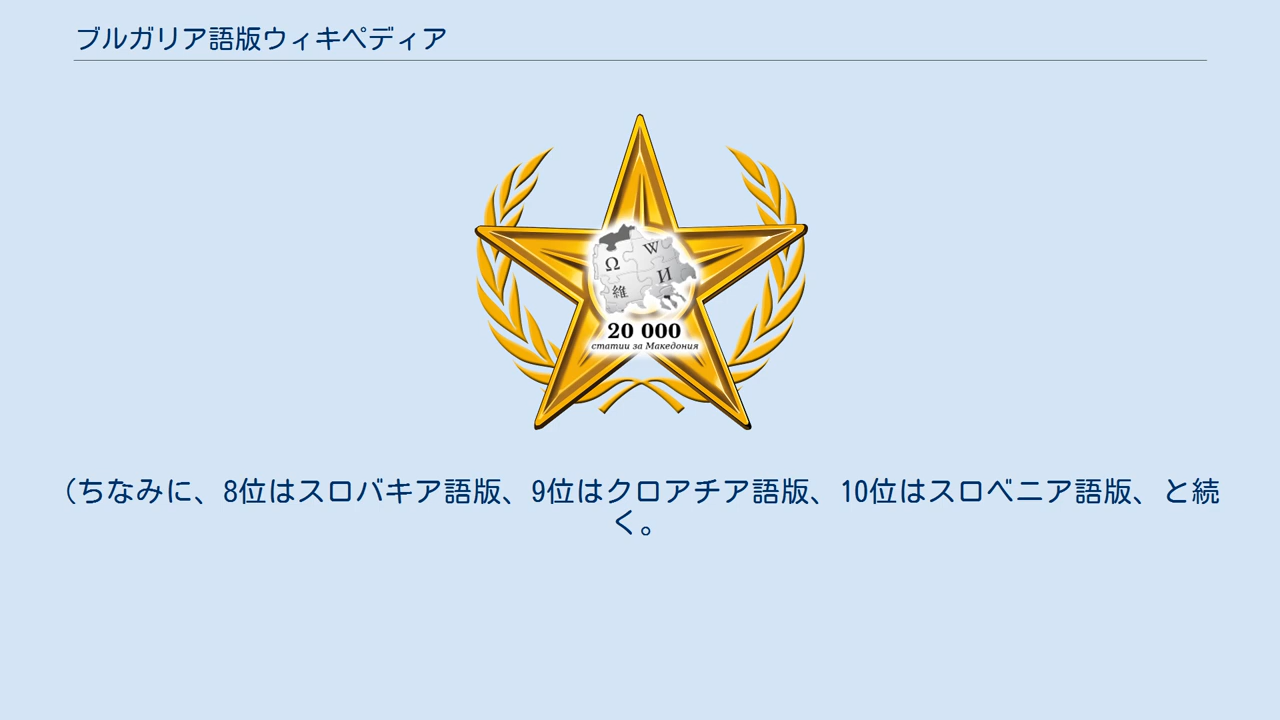 ブルガリア語版ウィキペディア
Ω W
維 И
20 000
статии за Македония
(ちなみに、8位はスロバキア語版、9位はクロアチア語版、10位はスロベニア語版、と続
く。